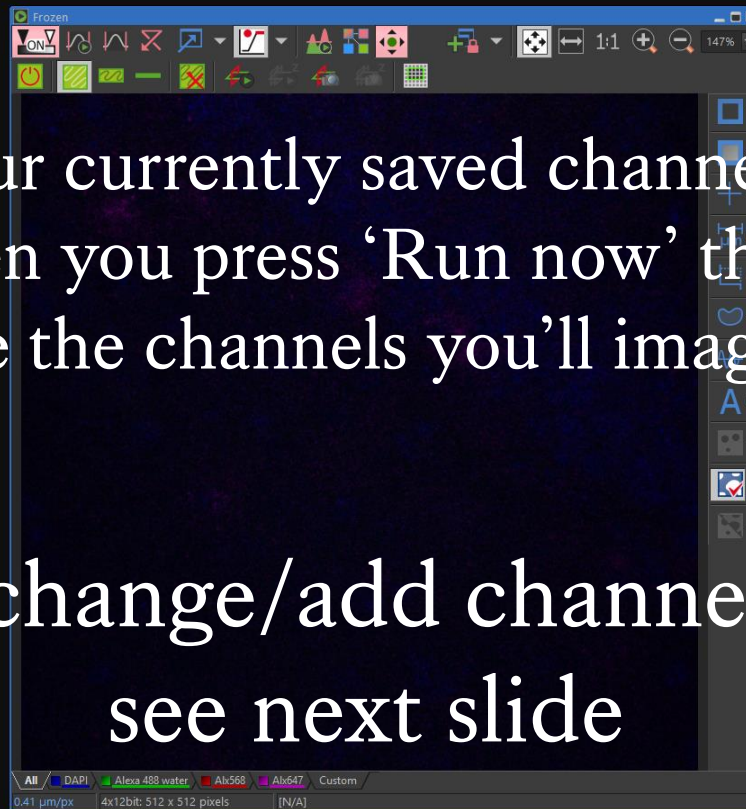 Frozen
ON
1:1
147%
ur currently saved channe
n you press ‘Run now’ th
e the channels you’ll imag
A
change/add channe
see next slide
All DAPI Alexa 488 water Alx568 Alx647 Custom
0.41 µm/px 4x12bit: 512 x 512 pixels [N/A]